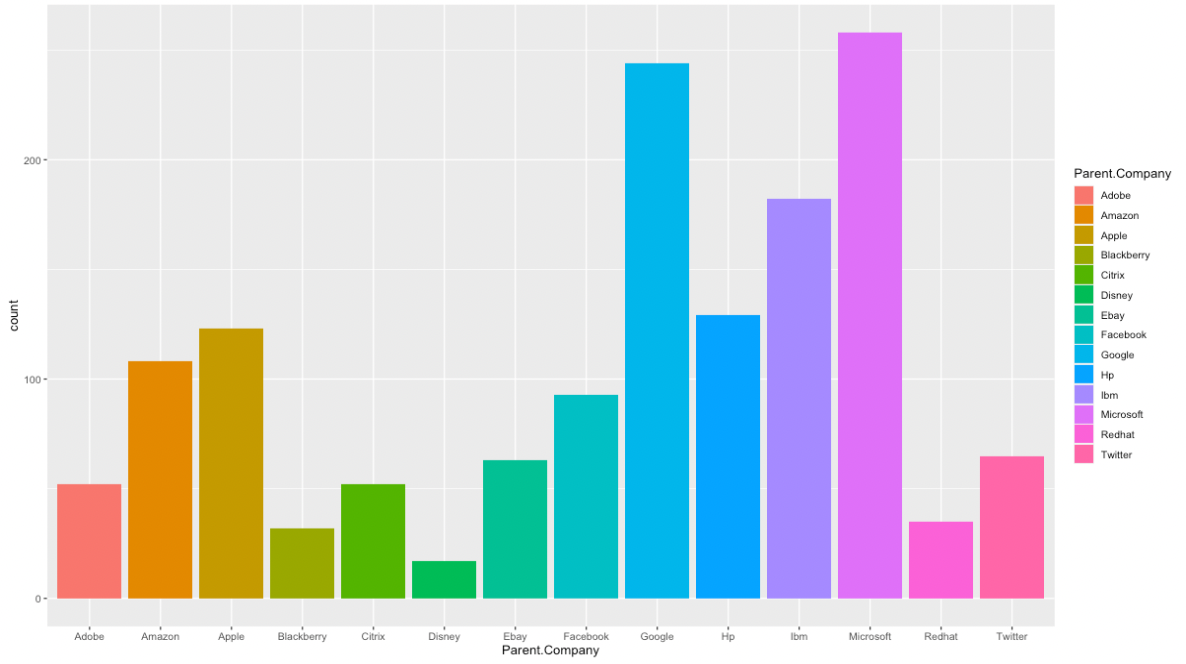 200
100
0
count
Adobe Amazon Apple Blackberry Citrix Disney Ebay Facebook Google Hp Ibm Microsoft Redhat Twitter
Parent.Company
Parent.Company
Adobe
Amazon
Apple
Blackberry
Citrix
Disney
Ebay
Facebook
Google
Hp
Ibm
Microsoft
Redhat
Twitter